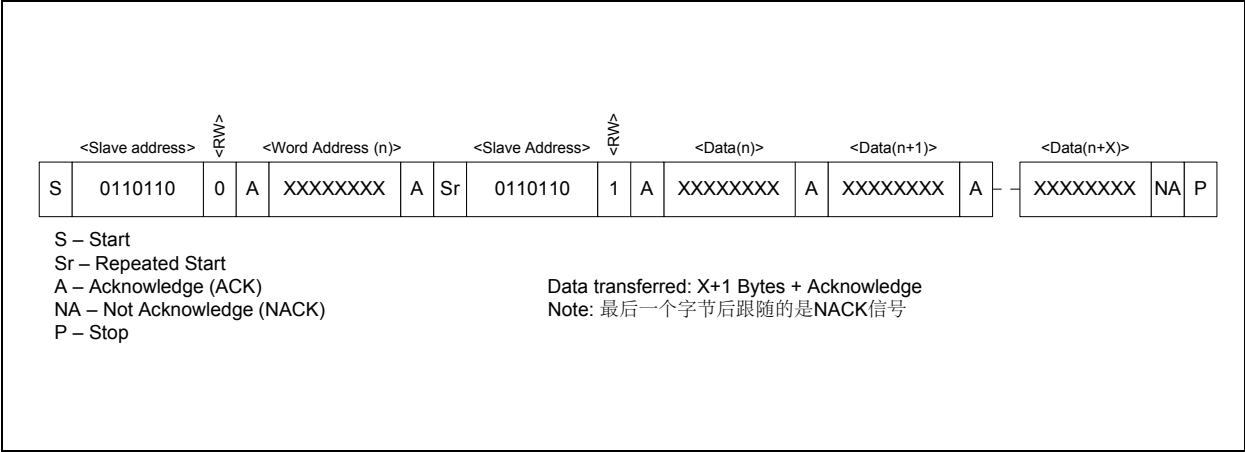 <Slave address> <RW> <Word Address (n)> <Slave Address> <RW> <Data(n)> <Data(n+1)> <Data(n+X)>
S 0110110 0 A XXXXXXXX A Sr 0110110 1 A XXXXXXXX A XXXXXXXX A XXXXXXXX NA P
S – Start
Sr – Repeated Start
A – Acknowledge (ACK)
NA – Not Acknowledge (NACK)
P – Stop
Data transferred: X+1 Bytes + Acknowledge
Note: 最后一个字节后跟随的是NACK信号